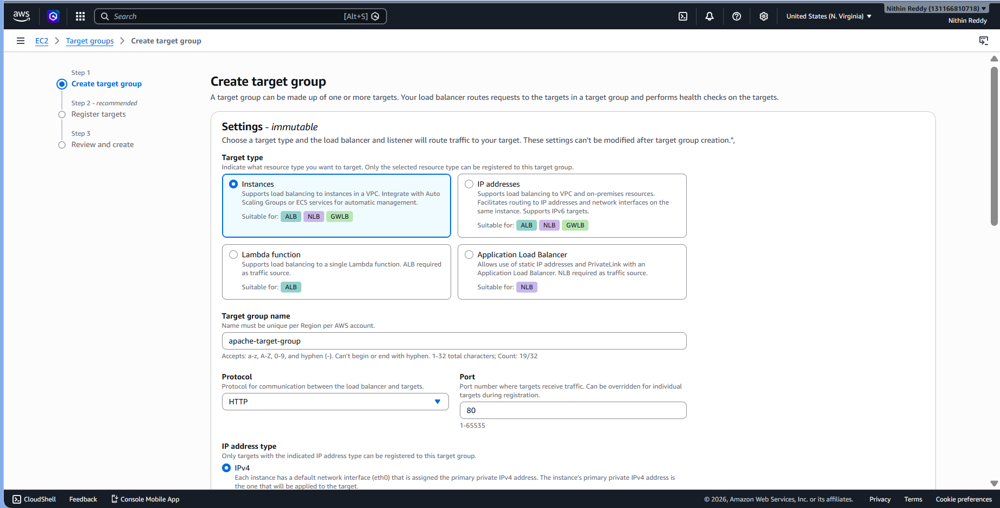 aws
Search
[Alt+S]
United States (N. Virginia)
Nithin Reddy (131166810718)
Nithin Reddy
EC2
Target groups
Create target group
Step 1
Create target group
Step 2 - recommended
Register targets
Step 3
Review and create
Create target group
A target group can be made up of one or more targets. Your load balancer routes requests to the targets in a target group and performs health checks on the targets.
Settings - immutable
Choose a target type and the load balancer and listener will route traffic to your target. These settings can't be modified after target group creation.",
Target type
Indicate what resource type you want to target. Only the selected resource type can be registered to this target group.
Instances
Supports load balancing to instances in a VPC. Integrate with Auto
Scaling Groups or ECS services for automatic management.
Suitable for: ALB NLB GWLB
IP addresses
Supports load balancing to VPC and on-premises resources.
Facilitates routing to IP addresses and network interfaces on the
same instance. Supports IPv6 targets.
Suitable for: ALB NLB GWLB
Lambda function
Supports load balancing to a single Lambda function. ALB required
as traffic source.
Suitable for: ALB
Application Load Balancer
Allows use of static IP addresses and PrivateLink with an
Application Load Balancer. NLB required as traffic source.
Suitable for: NLB
Target group name
Name must be unique per Region per AWS account.
apache-target-group
Accepts: a-z, A-Z, 0-9, and hyphen (-). Can't begin or end with hyphen. 1-32 total characters; Count: 19/32
Protocol
Protocol for communication between the load balancer and targets.
HTTP
Port
Port number where targets receive traffic. Can be overridden for individual
targets during registration.
80
1-65535
IP address type
Only targets with the indicated IP address type can be registered to this target group.
IPv4
Each instance has a default network interface (eth0) that is assigned the primary private IPv4 address. The instance's primary private IPv4 address is
the one that will be applied to the target.
CloudShell
Feedback
Console Mobile App
© 2026, Amazon Web Services, Inc. or its affiliates.
Privacy
Terms
Cookie preferences